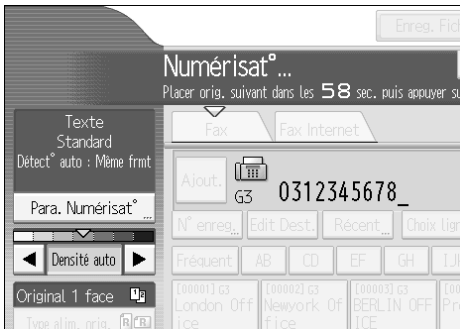 Enreg. Fich
Numérisat°...
Placer orig. suivant dans les 58 sec. puis appuyer su
Texte
Standard
Détect° auto : Même frmt
Para. Numérisat° ...
Densité auto
Original 1 face
Type alim. orig.
Fax
Fax Internet
Ajout.
G3
0312345678_
N° enreg...
Edit Dest.
Récent...
Choix lign
Fréquent
AB
CD
EF
GH
IJ
[00001] G3
London Off
ice
[00002] G3
Newyork Of
fice
[00003] G3
BERLIN OFF
ICE